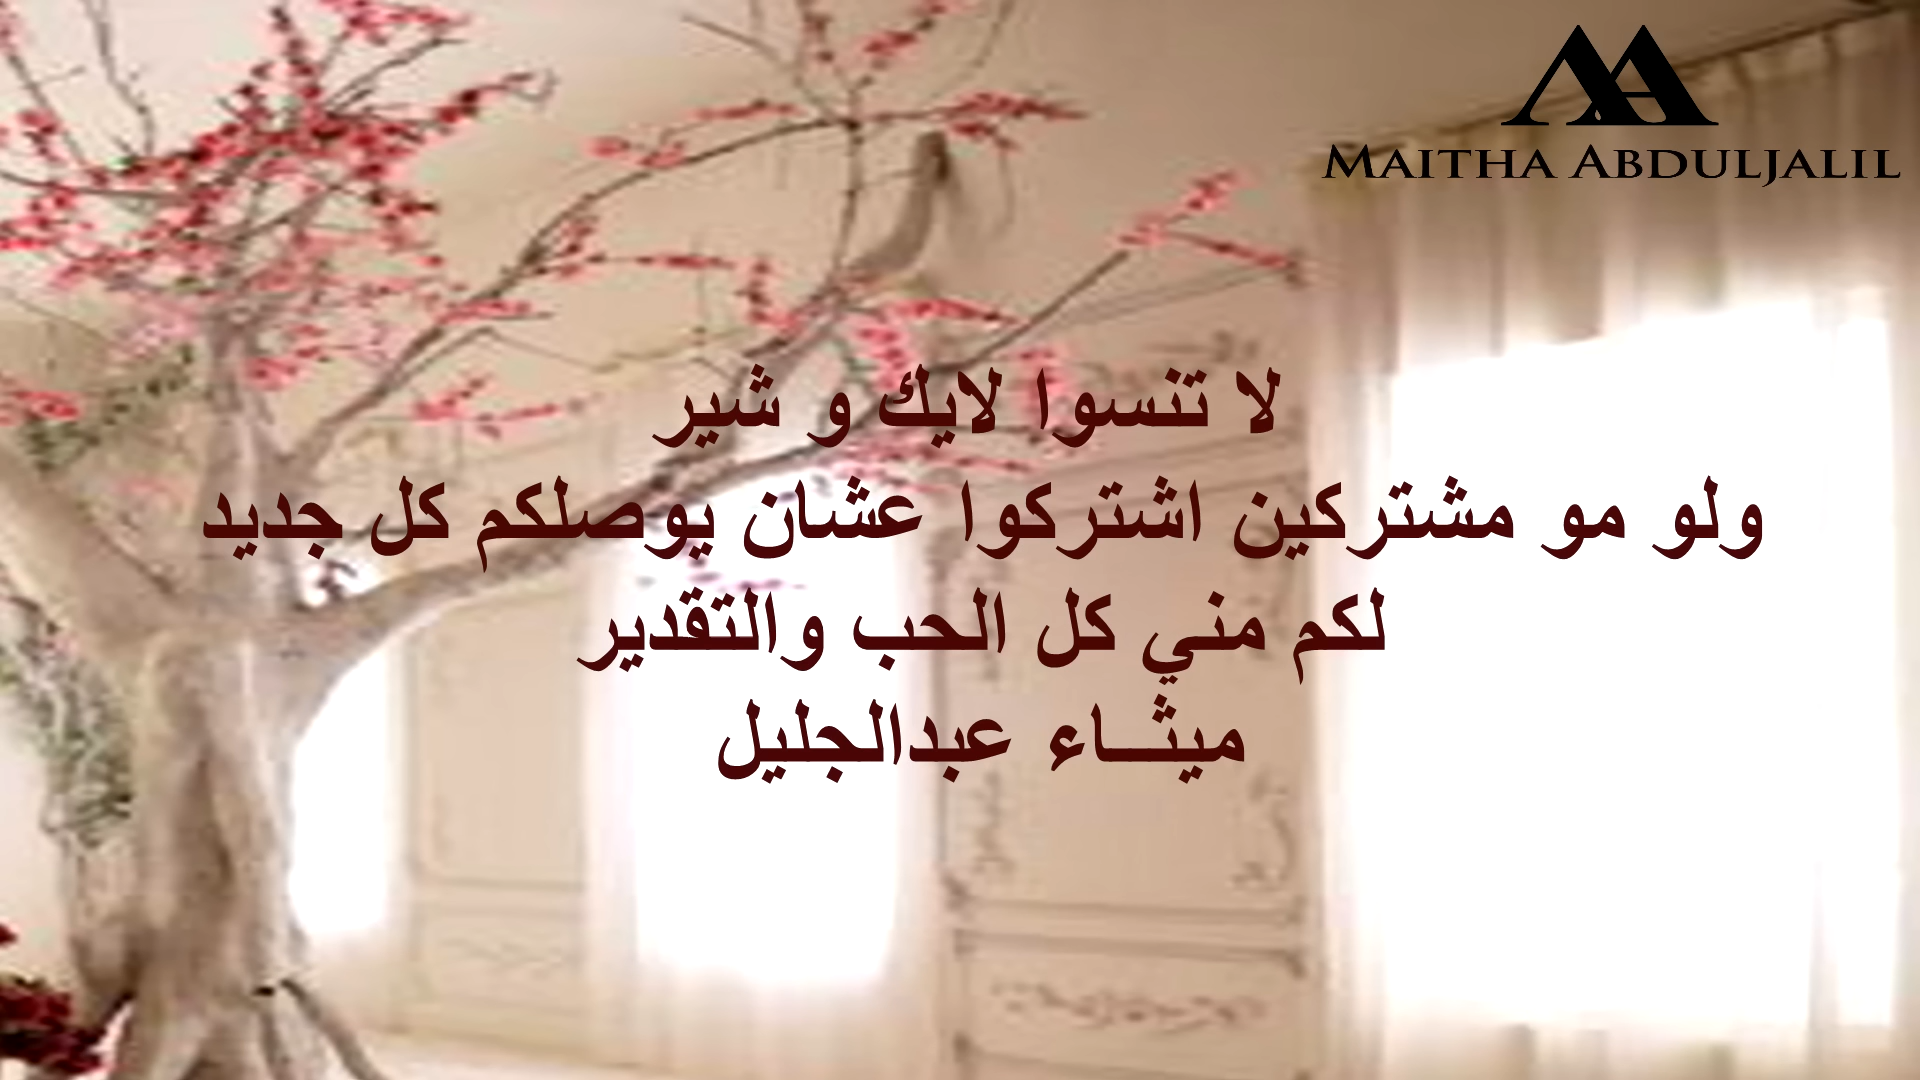 MAITHA ABDULJALIL
لا تنسوا لايك و شير
ولو مو مشتركين اشتركوا عشان يوصلكم كل جديد
لكم مني كل الحب والتقدير
ميثـــاء عبدالجليل